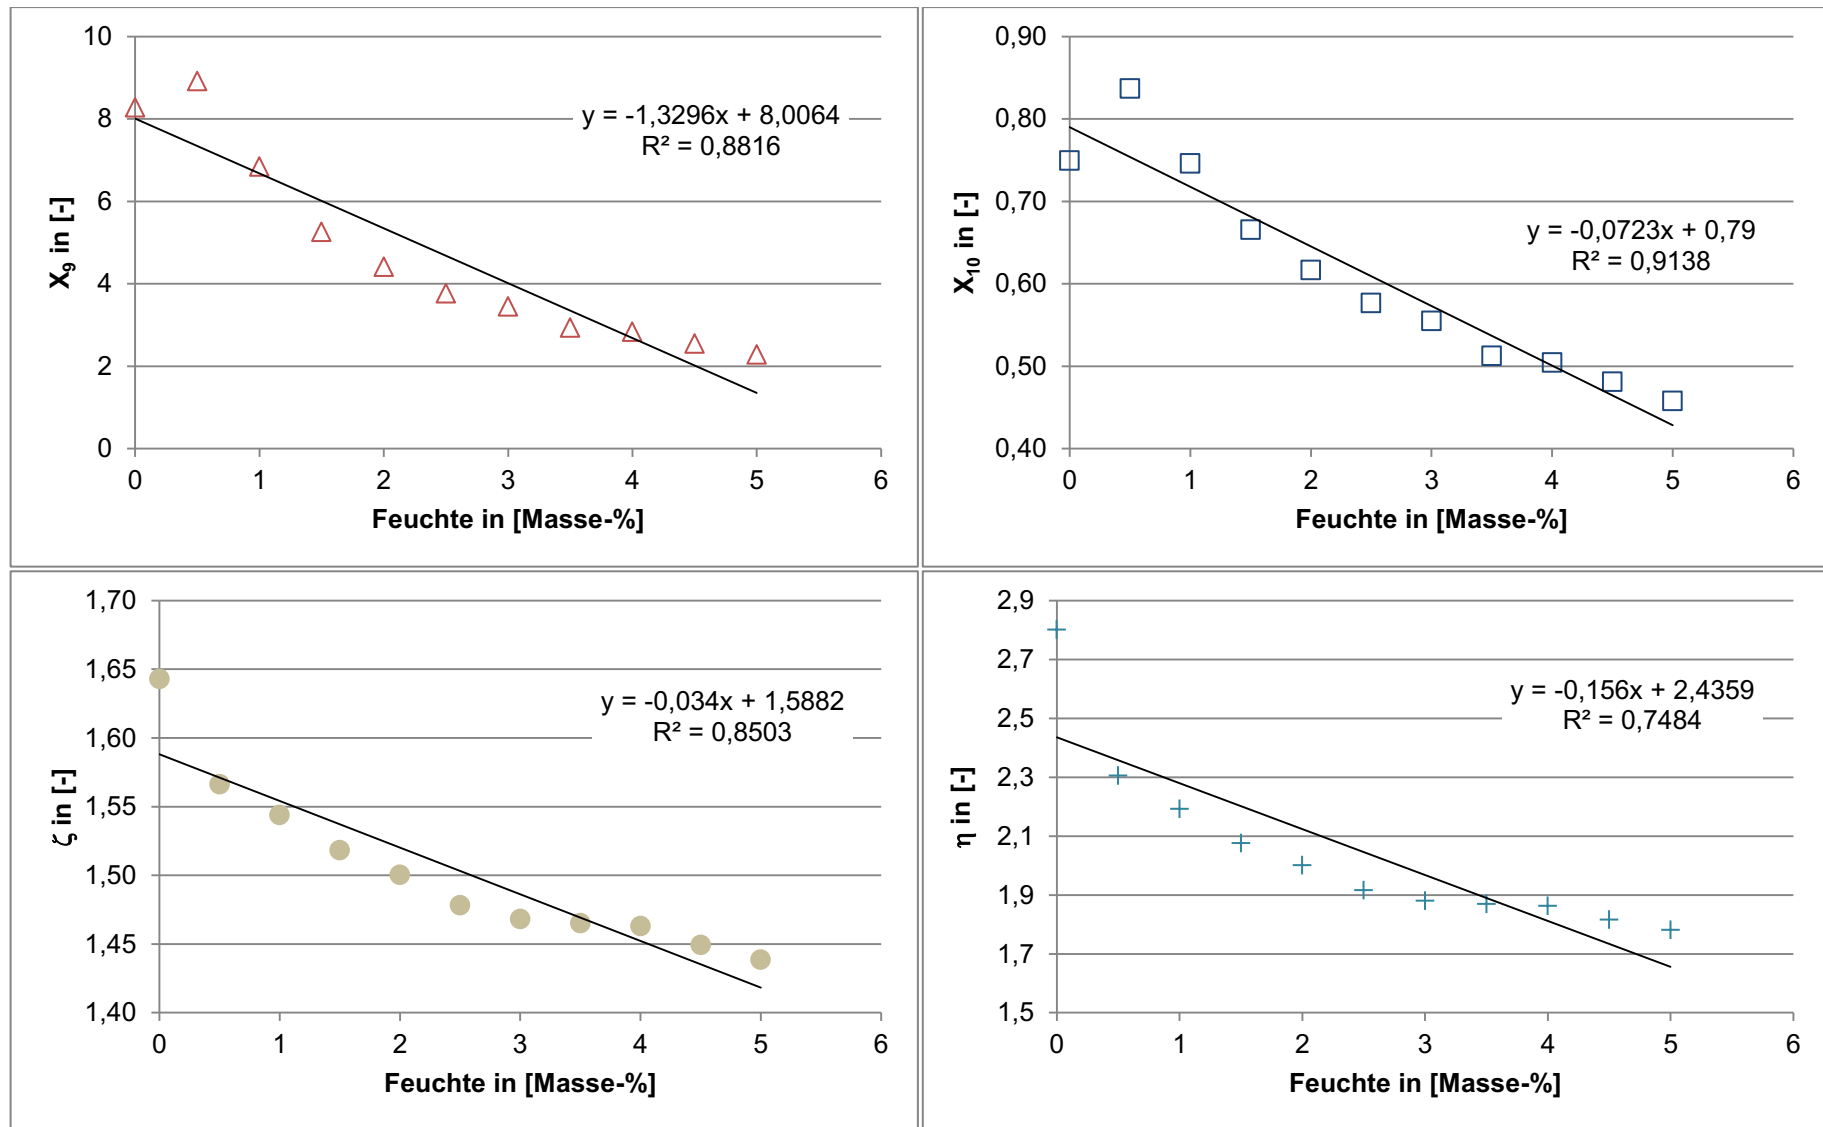 10
8
6
4
2
0
X₉ in [-]
y = -1,3296x + 8,0064
R² = 0,8816
0 1 2 3 4 5 6
Feuchte in [Masse-%]
0,90
0,80
0,70
0,60
0,50
0,40
X₁₀ in [-]
y = -0,0723x + 0,79
R² = 0,9138
0 1 2 3 4 5 6
Feuchte in [Masse-%]
1,70
1,65
1,60
1,55
1,50
1,45
1,40
ζ in [-]
y = -0,034x + 1,5882
R² = 0,8503
0 1 2 3 4 5 6
Feuchte in [Masse-%]
2,9
2,7
2,5
2,3
2,1
1,9
1,7
1,5
η in [-]
y = -0,156x + 2,4359
R² = 0,7484
0 1 2 3 4 5 6
Feuchte in [Masse-%]